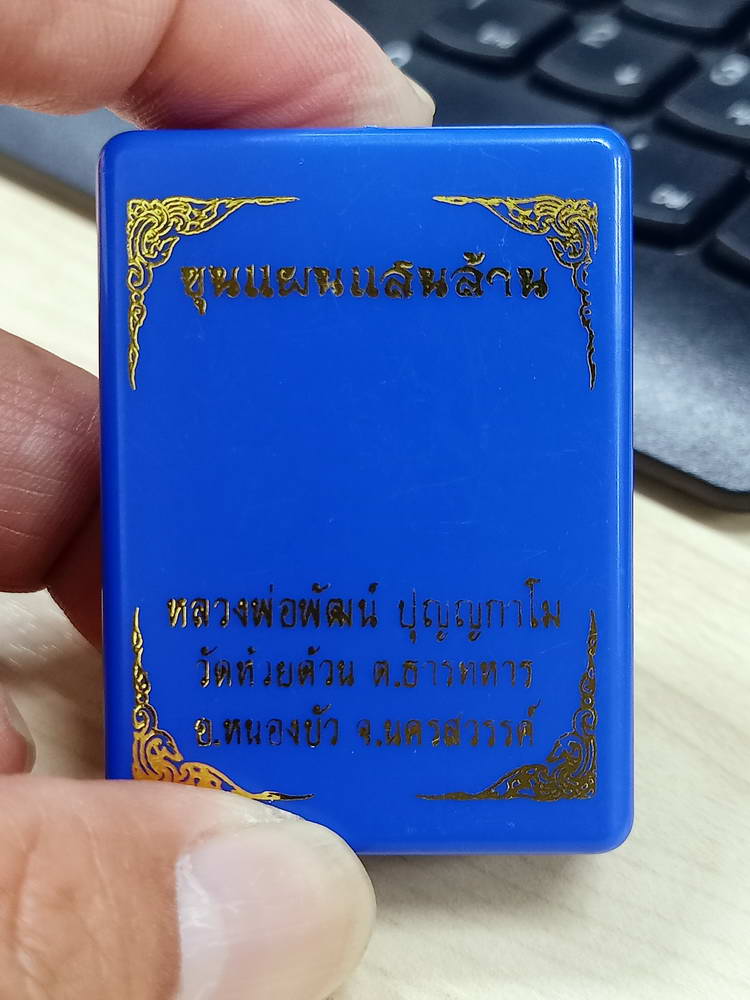 ขุนแผนแสนล้าน
หลวงพ่อพัฒน์ ปุญญกาโม
วัดห้วยด้วน ต.ธารทหาร
อ.หนองบัว จ.นครสวรรค์